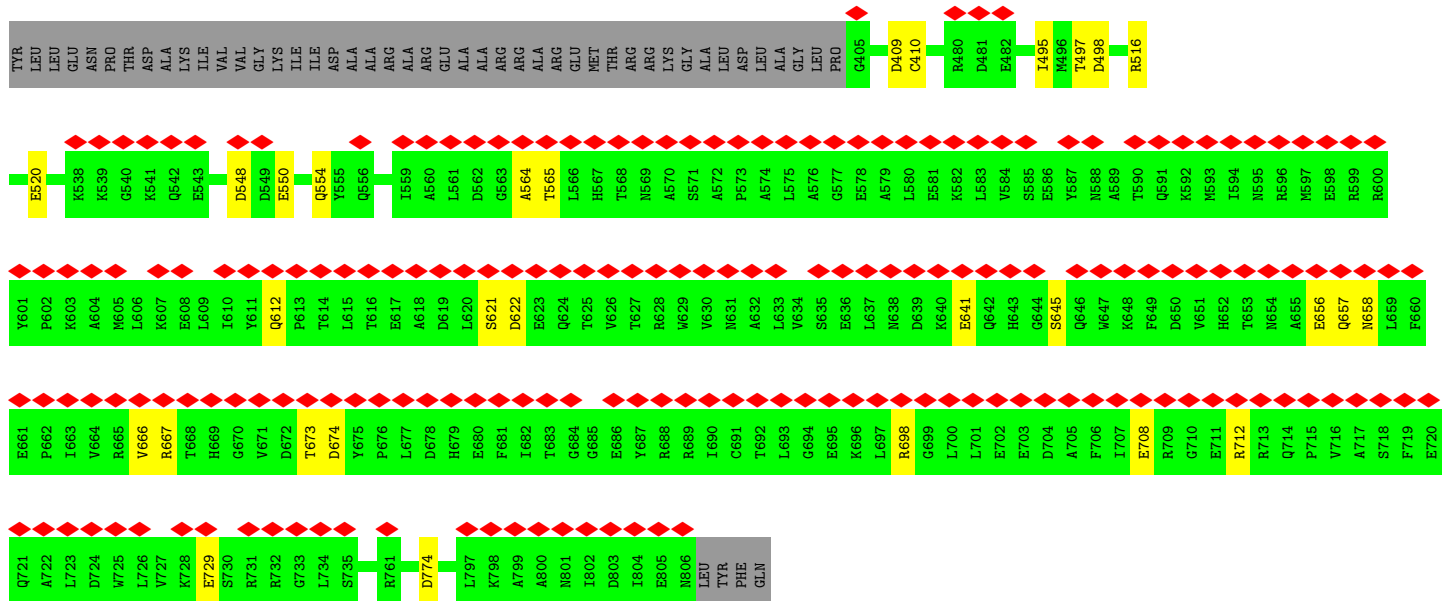 TYR LEU LEU GLU ASN PRO THR ASP ALA LYS ILE VAL VAL GLY LYS ILE ILE ASP ALA ALA ARG ALA ARG GLU ALA ALA ARG ARG ALA ARG GLU MET THR ARG ARG LYS GLY ALA LEU ASP LEU ALA GLY LEU PRO G405 D409 C410 R480 D481 E482 I495 M496 T497 D498 R516
E520 K538 K539 G540 K541 Q542 E543 D548 D549 E550 Q554 Y555 Q556 I559 A560 L561 D562 G563 A564 T565 L566 H567 T568 N569 A570 S571 A572 P573 A574 L575 A576 G577 E578 A579 L580 E581 K582 L583 V584 S585 E586 Y587 N588 A589 T590 Q591 K592 M593 I594 N595 R596 M597 E598 R599 R600
Y601 P602 K603 A604 M605 L606 K607 E608 L609 I610 Y611 Q612 P613 T614 L615 T616 E617 A618 D619 L620 S621 D622 E623 Q624 T625 V626 T627 R628 W629 V630 N631 A632 L633 V634 S635 E636 L637 N638 D639 K640 E641 Q642 H643 G644 S645 Q646 W647 K648 F649 D650 V651 H652 T653 N654 A655 E656 Q657 N658 L659 F660
E661 P662 I663 V664 R665 V666 R667 T668 H669 G670 V671 D672 T673 D674 Y675 P676 L677 D678 H679 E680 F681 I682 T683 G684 G685 E686 Y687 R688 R689 I690 C691 T692 L693 G694 E695 K696 L697 R698 G699 L700 L701 E702 E703 D704 A705 F706 I707 E708 R709 G710 E711 R712 R713 Q714 P715 V716 A717 S718 F719 E720
Q721 A722 L723 D724 W725 L726 V727 K728 E729 S730 R731 R732 G733 L734 S735 R761 D774 L797 K798 A799 A800 N801 I802 D803 I804 E805 N806 LEU TYR PHE GLN